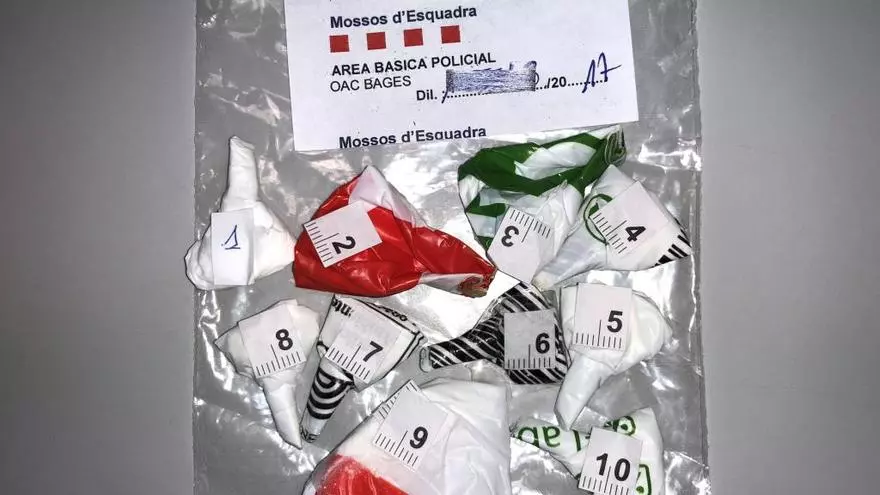 Mossos d'Esquadra
AREA BASICA POLICIAL
OAC BAGES
Dil. /20 17
Mossos d'Esquadra
1
2
3
4
8
7
6
5
9
10